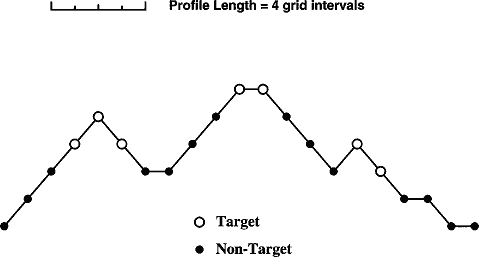 Profile Length = 4 grid intervals
Target
Non-Target